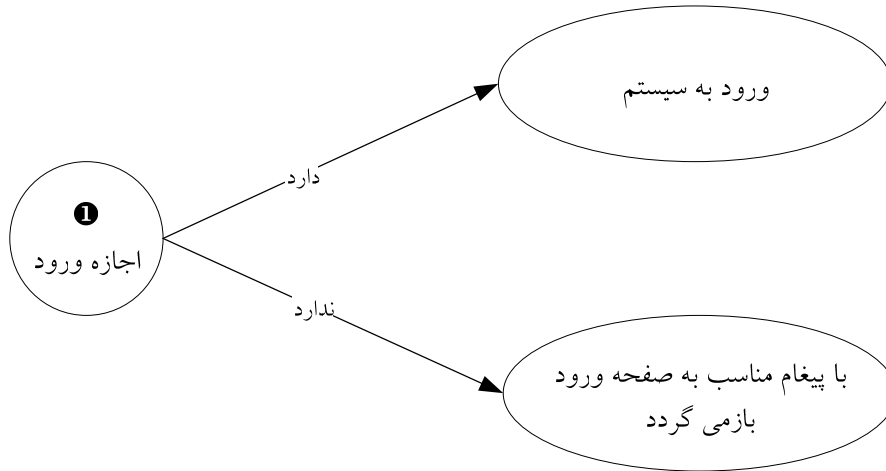 ورود به سیستم
دارد
❶
اجازه ورود
ندارد
با پیغام مناسب به صفحه ورود
بازمی گردد